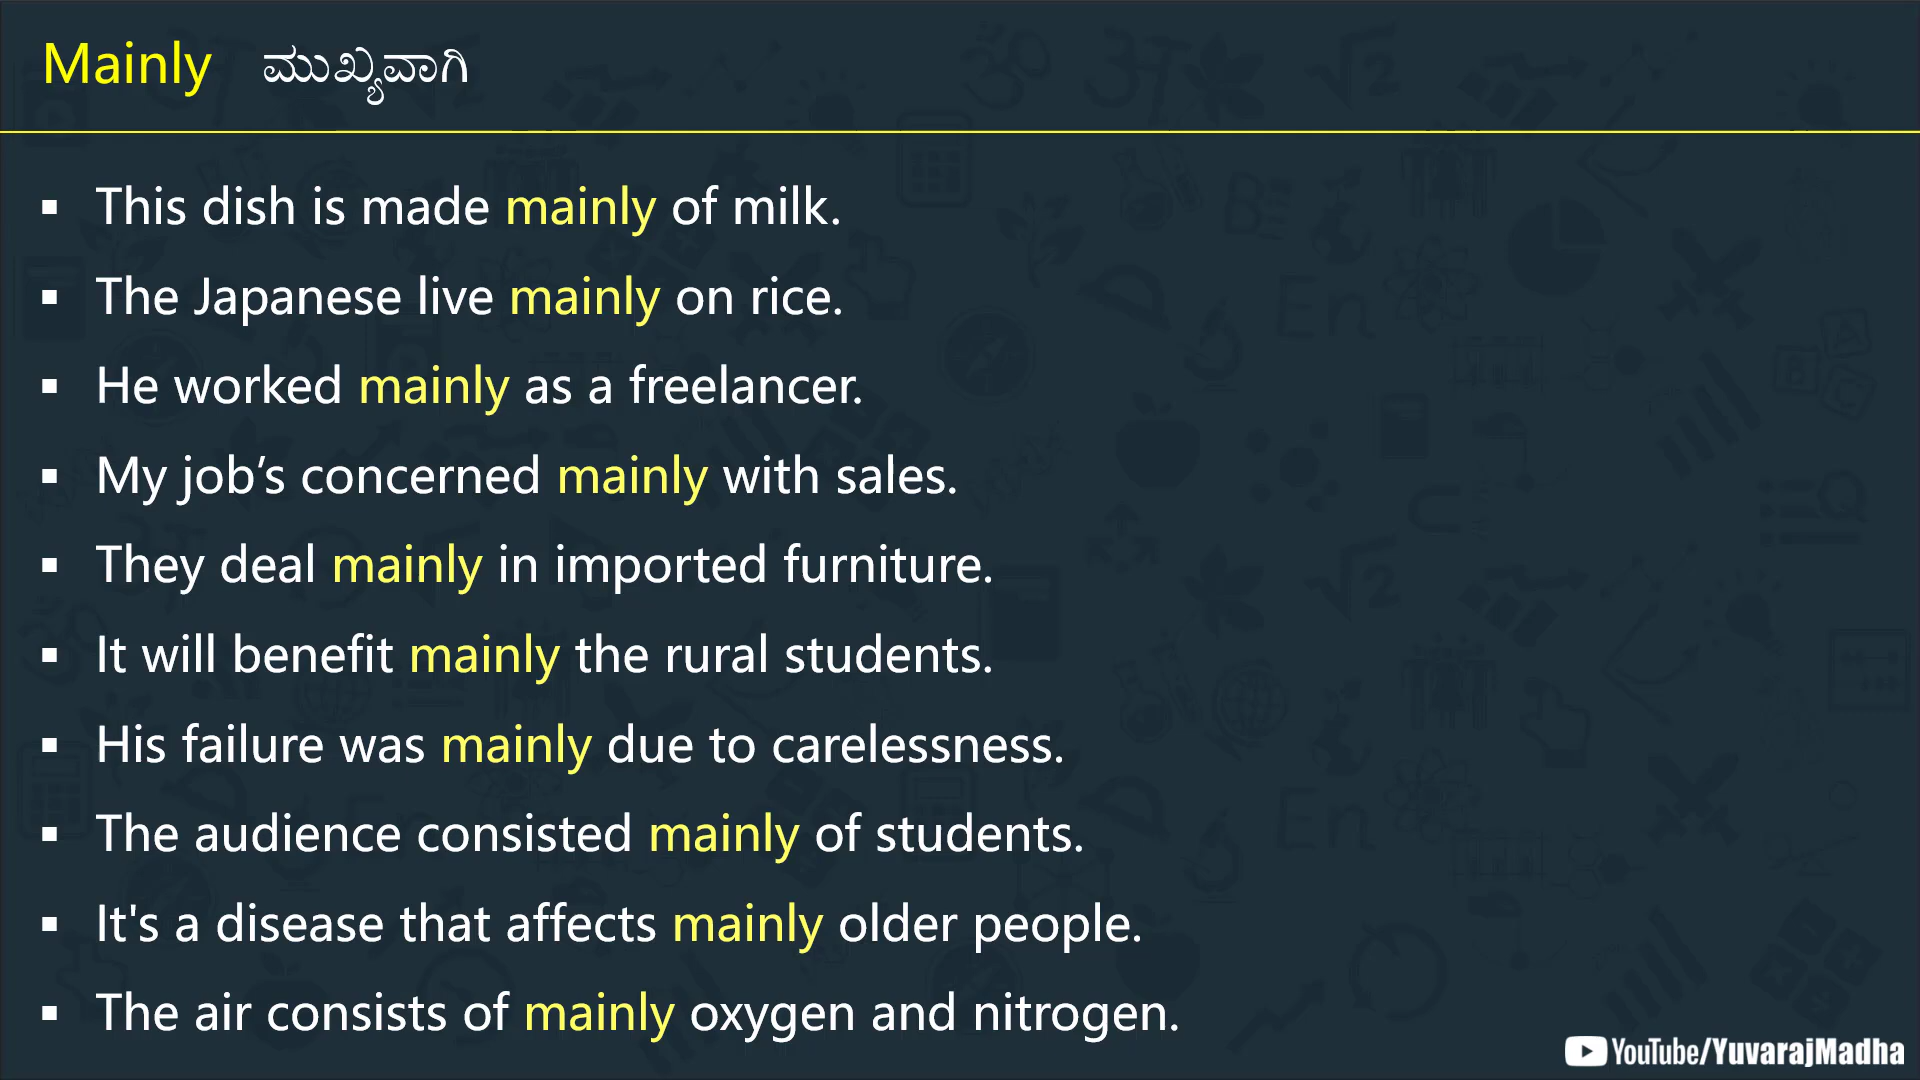 Mainly ಮುಖ್ಯವಾಗಿ
▪ This dish is made mainly of milk.
▪ The Japanese live mainly on rice.
▪ He worked mainly as a freelancer.
▪ My job’s concerned mainly with sales.
▪ They deal mainly in imported furniture.
▪ It will benefit mainly the rural students.
▪ His failure was mainly due to carelessness.
▪ The audience consisted mainly of students.
▪ It's a disease that affects mainly older people.
▪ The air consists of mainly oxygen and nitrogen.
YouTube/YuvarajMadha